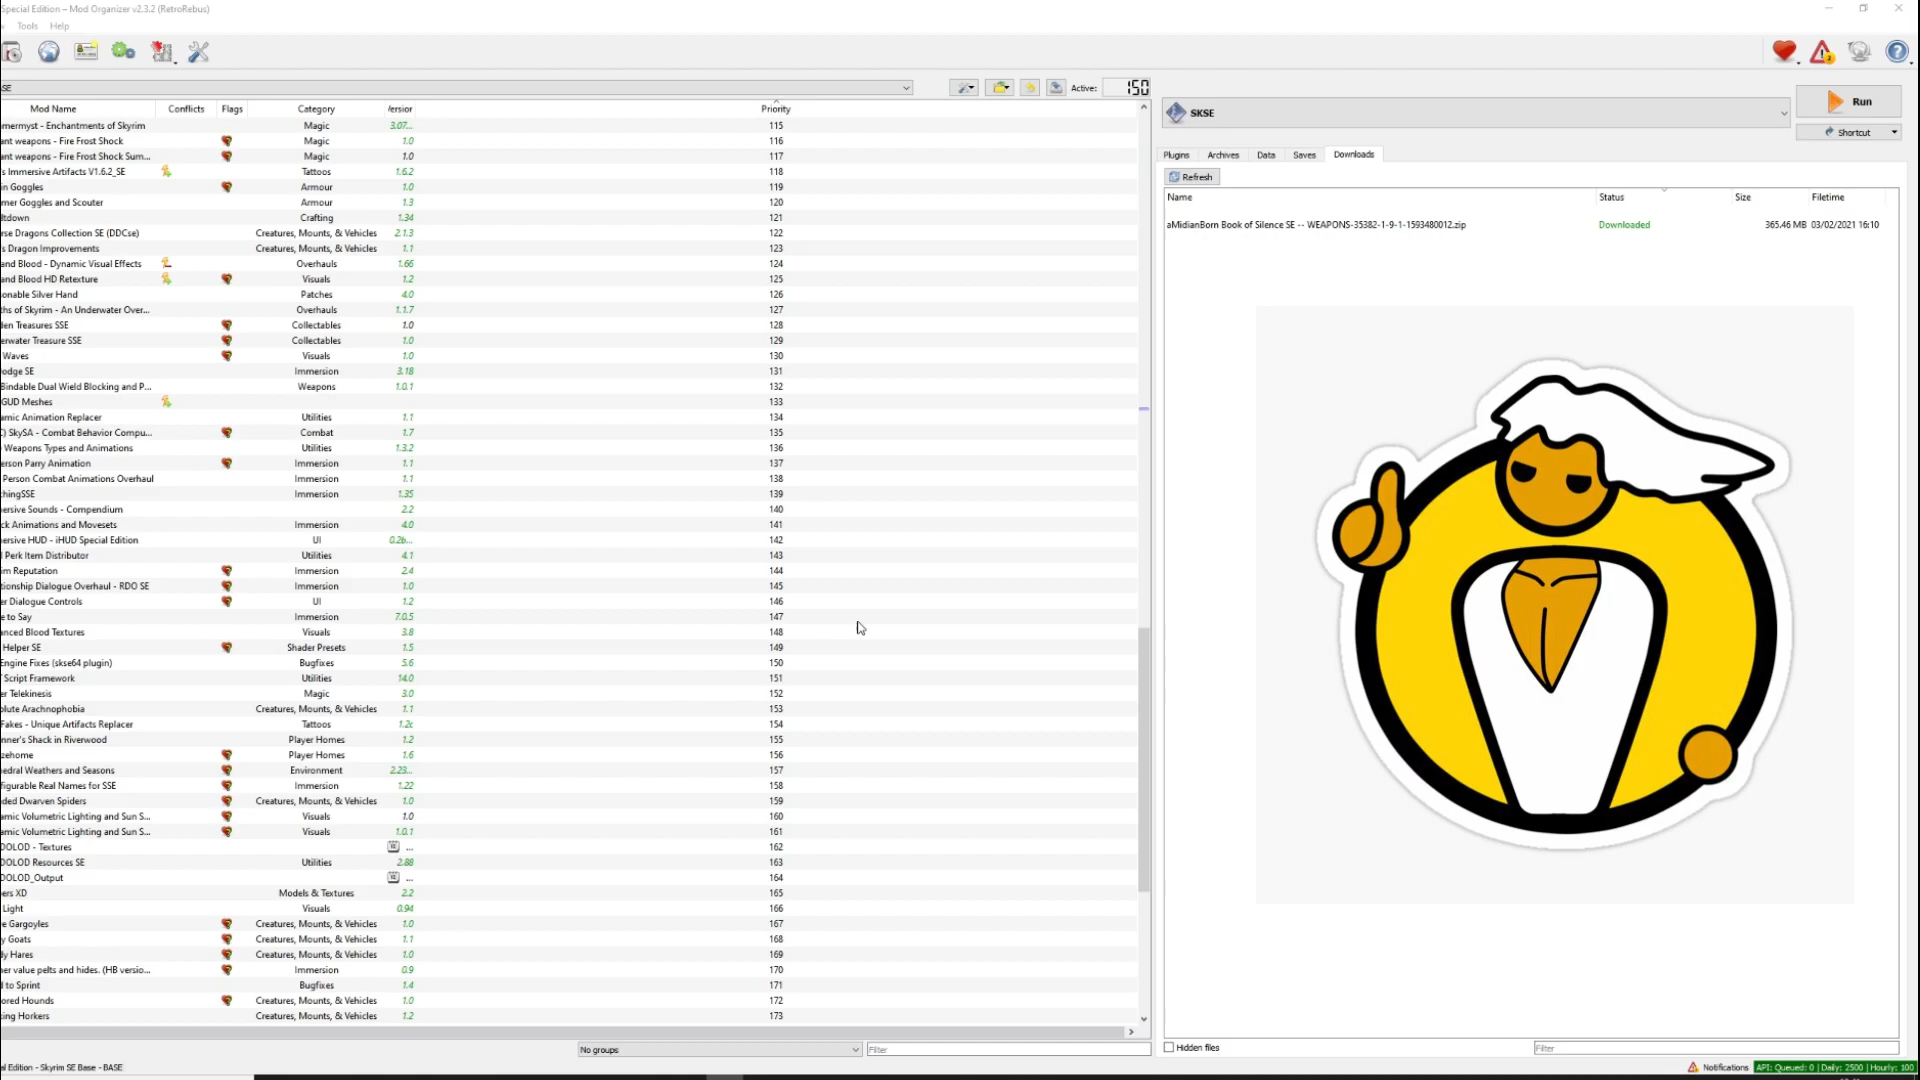 Special Edition – Mod Organizer v2.3.2 (RetroRebus)
Tools Help
SE Active: 150
SKSE
Run
Shortcut
Mod Name Conflicts Flags Category Priority
Plugins Archives Data Saves Downloads
Refresh
Name Status Size Filetime
aMidianBorn Book of Silence SE -- WEAPONS-35382-1-9-1-1593480012.zip Downloaded 365.46 MB 03/02/2021 16:10
mermyst - Enchantments of Skyrim Magic 3.07... 115
ant weapons - Fire Frost Shock Magic 1.0 116
ant weapons - Fire Frost Shock Sum... Magic 1.0 117
s Immersive Artifacts V1.6.2_SE Tattoos 1.6.2 118
in Goggles Armour 1.0 119
mer Goggles and Scouter Armour 1.3 120
ltdown Crafting 1.34 121
rse Dragons Collection SE (DDCse) Creatures, Mounts, & Vehicles 2.1.3 122
s Dragon Improvements Creatures, Mounts, & Vehicles 1.1 123
and Blood - Dynamic Visual Effects Overhauls 1.66 124
and Blood HD Retexture Visuals 1.2 125
onable Silver Hand Patches 4.0 126
ths of Skyrim - An Underwater Over... Overhauls 1.1.7 127
den Treasures SSE Collectables 1.0 128
erwater Treasure SSE Collectables 1.0 129
Waves Visuals 1.0 130
odge SE Immersion 3.18 131
Bindable Dual Wield Blocking and P... Weapons 1.0.1 132
GUD Meshes 133
amic Animation Replacer Utilities 1.1 134
C) SkySA - Combat Behavior Compu... Combat 1.7 135
Weapons Types and Animations Utilities 1.3.2 136
erson Parry Animation Immersion 1.1 137
Person Combat Animations Overhaul Immersion 1.1 138
chingSSE Immersion 1.35 139
ersive Sounds - Compendium 2.2 140
ck Animations and Movesets Immersion 4.0 141
ersive HUD - iHUD Special Edition UI 0.2b... 142
l Perk Item Distributor Utilities 4.1 143
im Reputation Immersion 2.4 144
tionship Dialogue Overhaul - RDO SE Immersion 1.0 145
er Dialogue Controls UI 1.2 146
e to Say Immersion 7.0.5 147
anced Blood Textures Visuals 3.8 148
Helper SE Shader Presets 1.5 149
Engine Fixes (skse64 plugin) Bugfixes 5.6 150
Script Framework Utilities 14.0 151
er Telekinesis Magic 3.0 152
olute Arachnophobia Creatures, Mounts, & Vehicles 1.1 153
Fakes - Unique Artifacts Replacer Tattoos 1.2c 154
nner's Shack in Riverwood Player Homes 1.2 155
zehome Player Homes 1.6 156
hedral Weathers and Seasons Environment 2.23... 157
figurable Real Names for SSE Immersion 1.22 158
ded Dwarven Spiders Creatures, Mounts, & Vehicles 1.0 159
amic Volumetric Lighting and Sun S... Visuals 1.0 160
amic Volumetric Lighting and Sun S... Visuals 1.0.1 161
DOLOD - Textures ... 162
DOLOD Resources SE Utilities 2.88 163
DOLOD_Output ... 164
ers XD Models & Textures 2.2 165
Light Visuals 0.94 166
e Gargoyles Creatures, Mounts, & Vehicles 1.0 167
y Goats Creatures, Mounts, & Vehicles 1.1 168
dy Hares Creatures, Mounts, & Vehicles 1.0 169
her value pelts and hides. (HB versio... Immersion 0.9 170
d to Sprint Bugfixes 1.4 171
ored Hounds Creatures, Mounts, & Vehicles 1.0 172
king Horkers Creatures, Mounts, & Vehicles 1.2 173
No groups Filter
Hidden files Filter
al Edition - Skyrim SE Base - BASE
Notifications API: Queued: 0 | Daily: 2500 | Hourly: 100